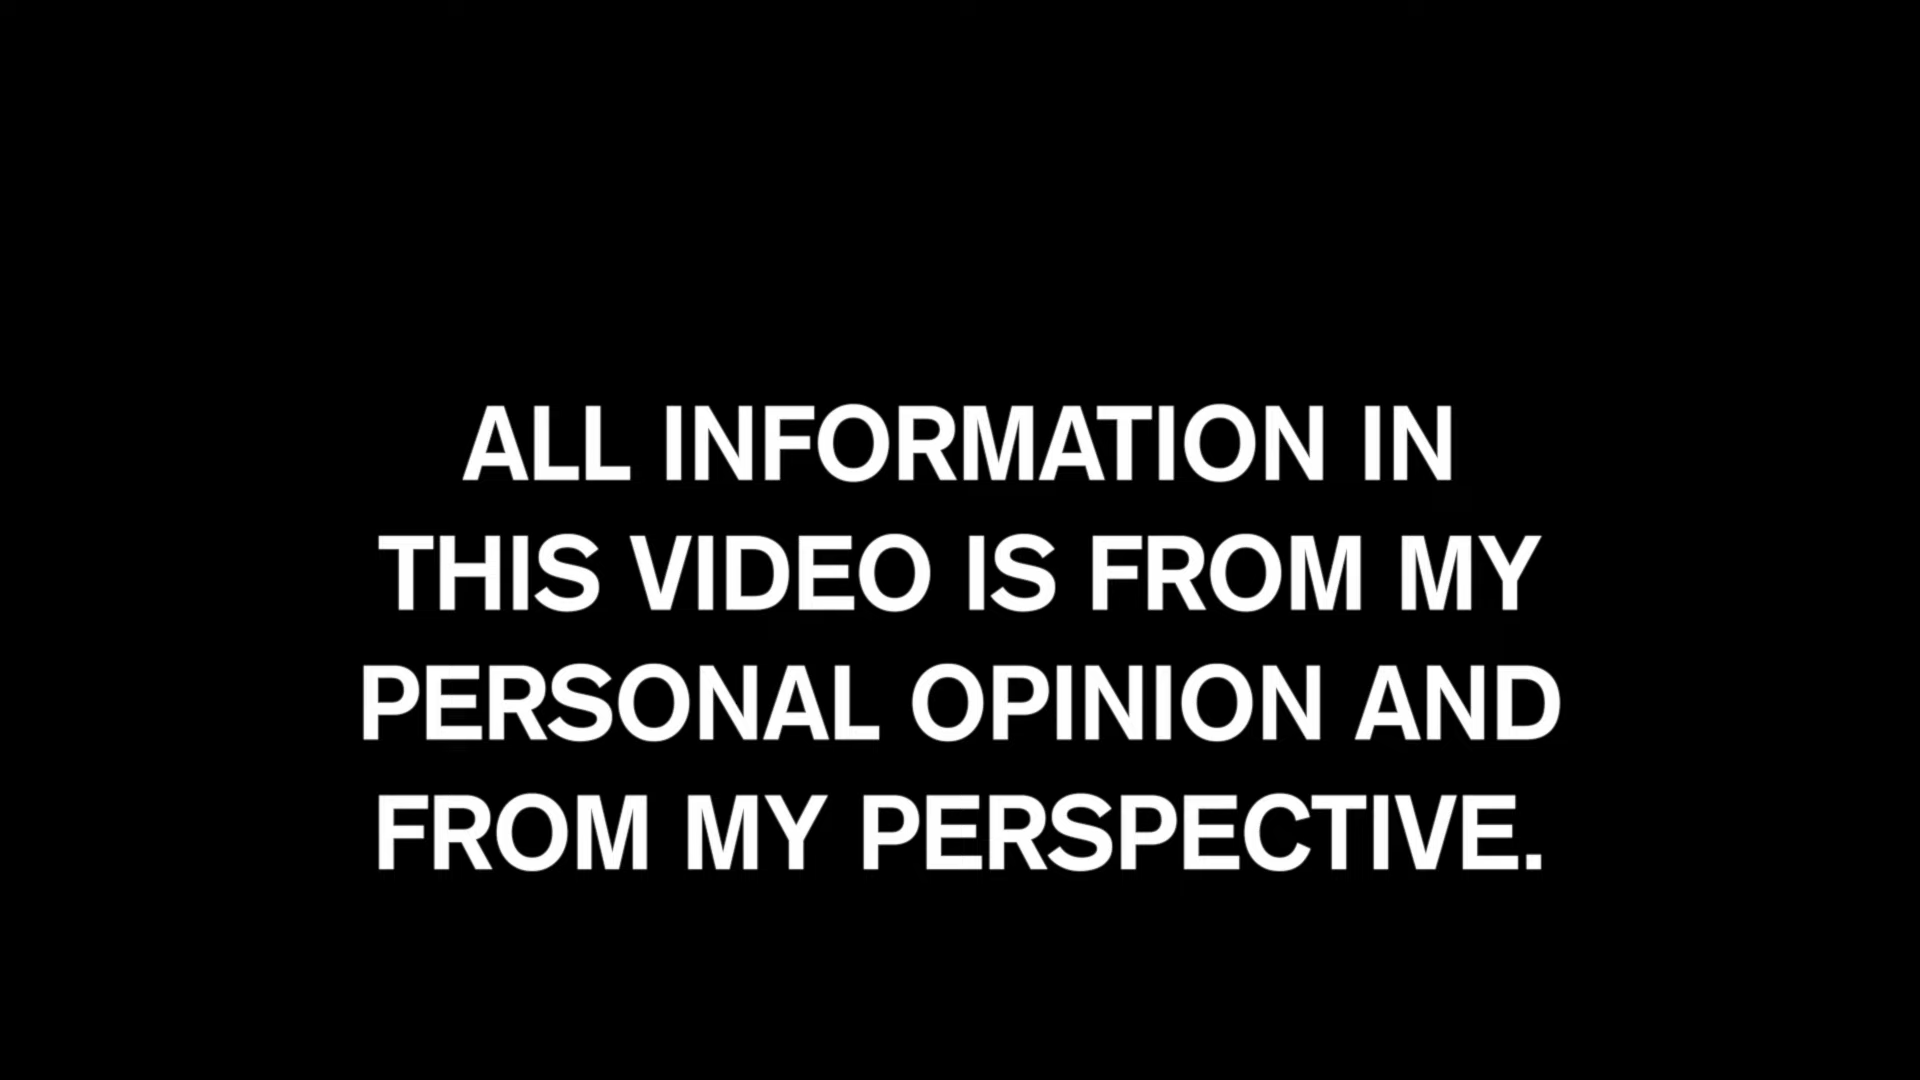 ALL INFORMATION IN
THIS VIDEO IS FROM MY
PERSONAL OPINION AND
FROM MY PERSPECTIVE.